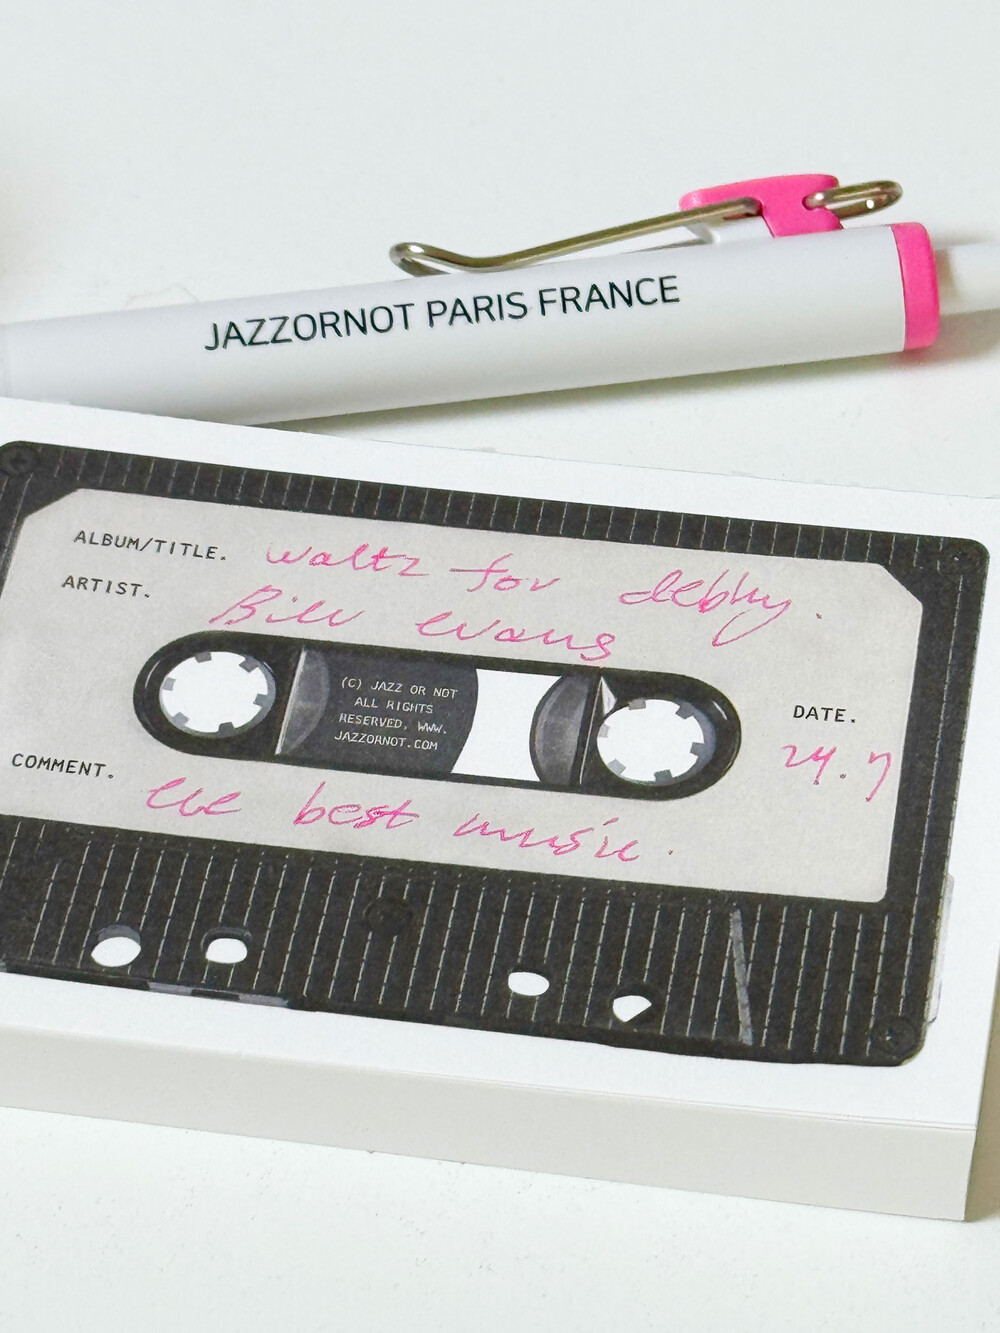 JAZZORNOT PARIS FRANCE
ALBUM/TITLE. waltz for debby.
ARTIST. Bill evans
(C) JAZZ OR NOT
ALL RIGHTS
RESERVED, WWW.
JAZZORNOT.COM
DATE.
24.7
COMMENT. the best music.